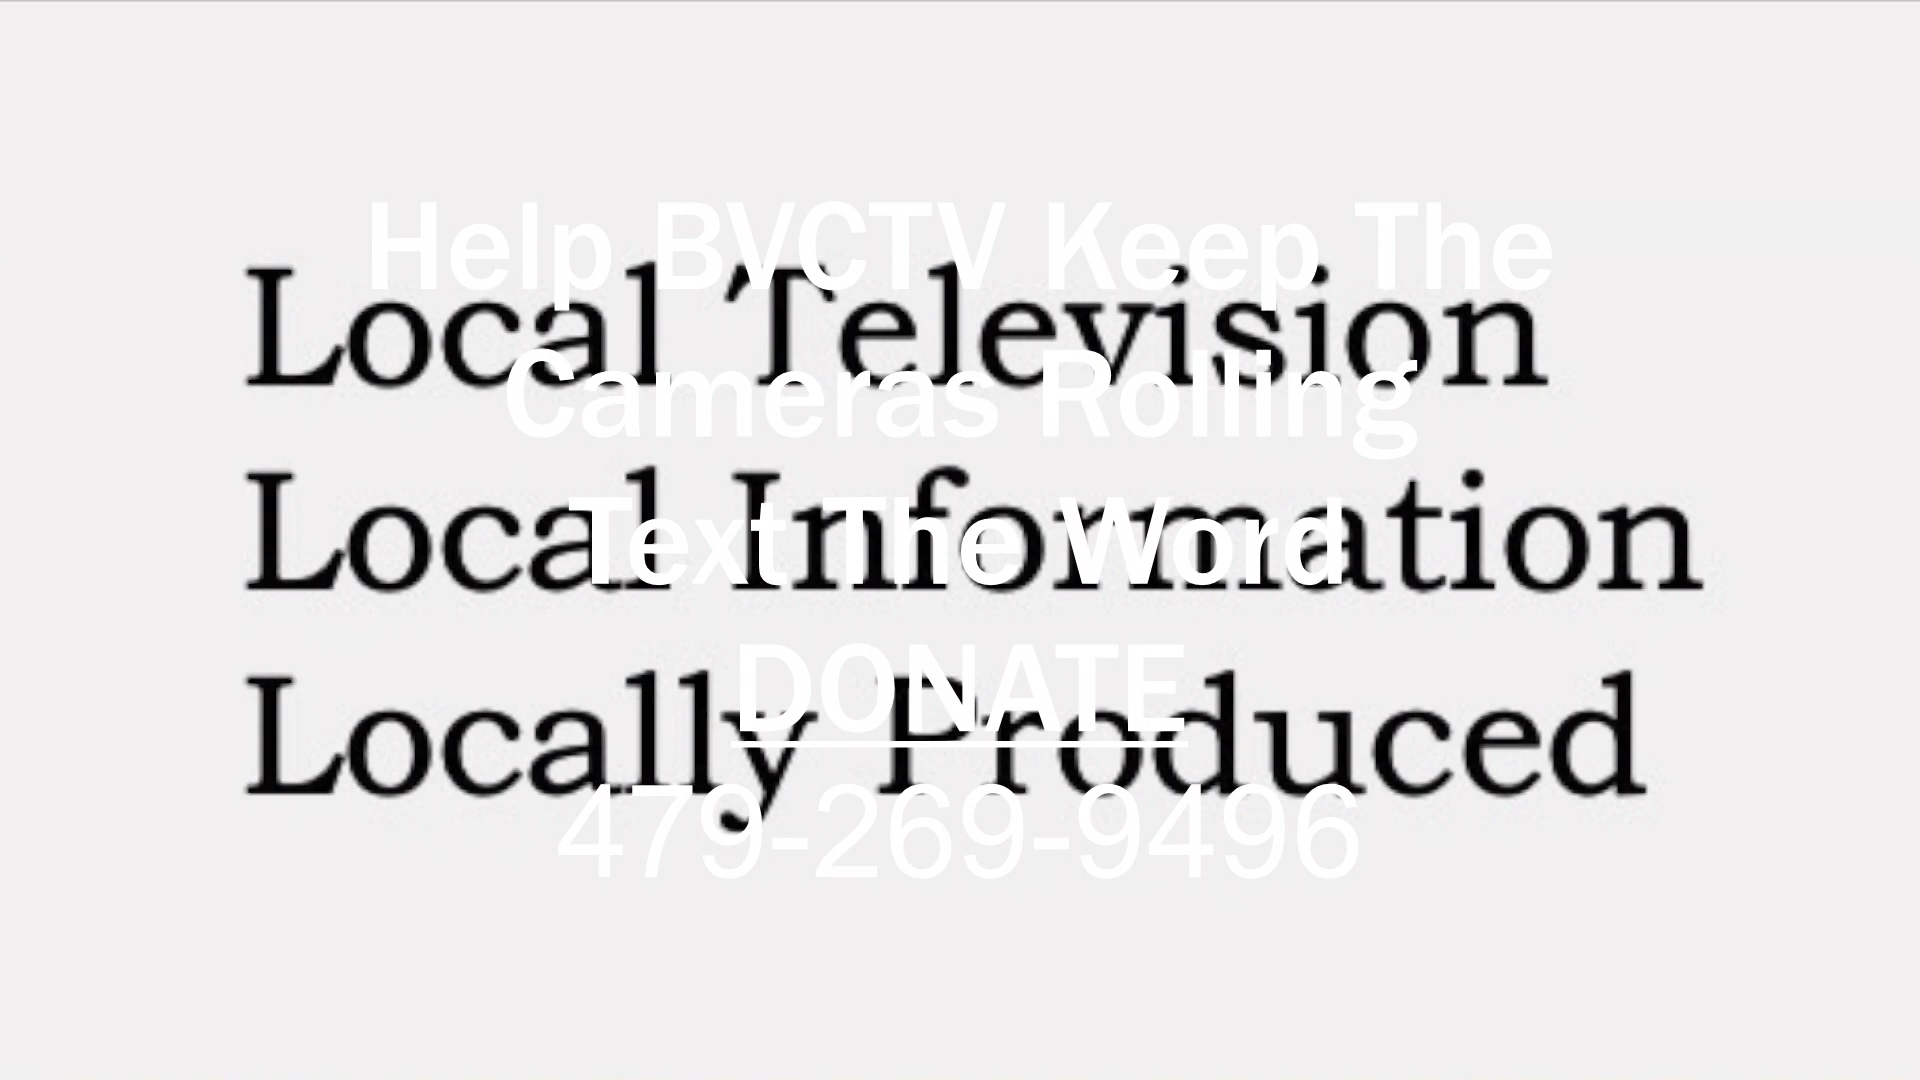 Help BVCTV Keep The
Cameras Rolling
Text The Word
DONATE
479-269-9496
Local Television
Local Information
Locally Produced